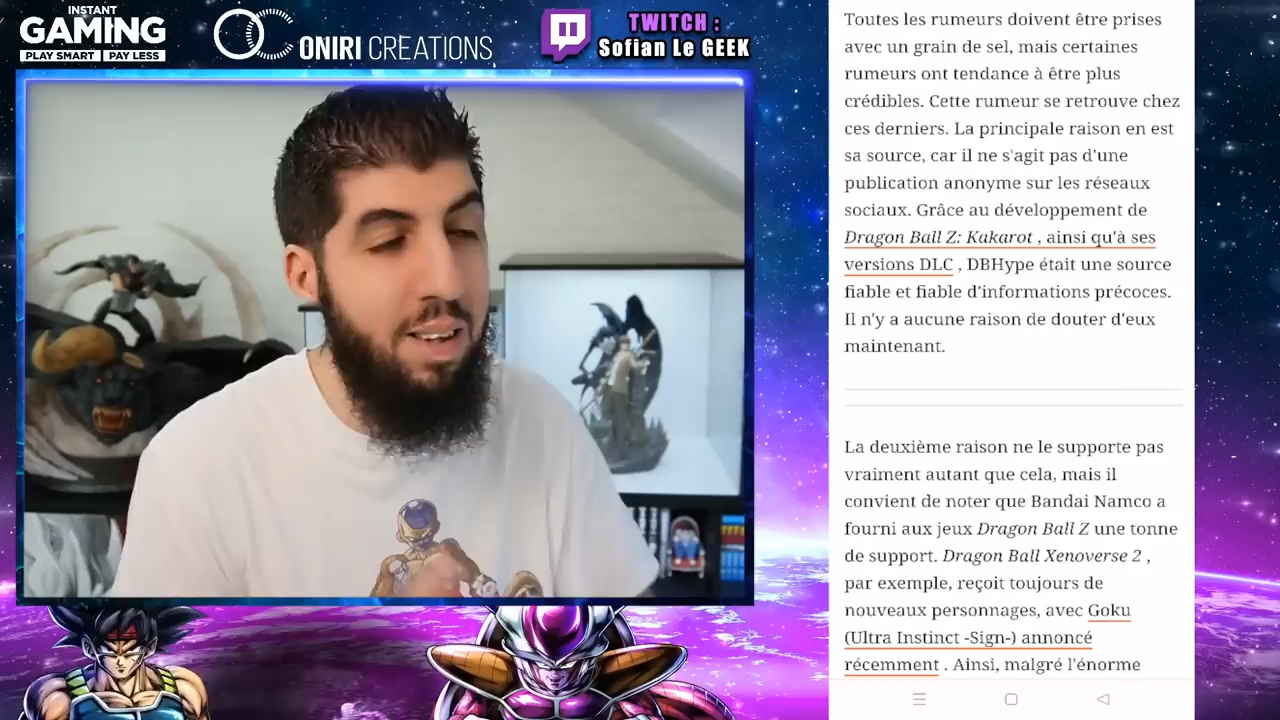 INSTANT
GAMING
PLAY SMART PAY LESS
ONIRI CREATIONS
TWITCH :
Sofian Le GEEK
Toutes les rumeurs doivent être prises
avec un grain de sel, mais certaines
rumeurs ont tendance à être plus
crédibles. Cette rumeur se retrouve chez
ces derniers. La principale raison en est
sa source, car il ne s'agit pas d'une
publication anonyme sur les réseaux
sociaux. Grâce au développement de
Dragon Ball Z: Kakarot , ainsi qu'à ses
versions DLC , DBHype était une source
fiable et fiable d'informations précoces.
Il n'y a aucune raison de douter d'eux
maintenant.
La deuxième raison ne le supporte pas
vraiment autant que cela, mais il
convient de noter que Bandai Namco a
fourni aux jeux Dragon Ball Z une tonne
de support. Dragon Ball Xenoverse 2 ,
par exemple, reçoit toujours de
nouveaux personnages, avec Goku
(Ultra Instinct -Sign-) annoncé
récemment . Ainsi, malgré l'énorme